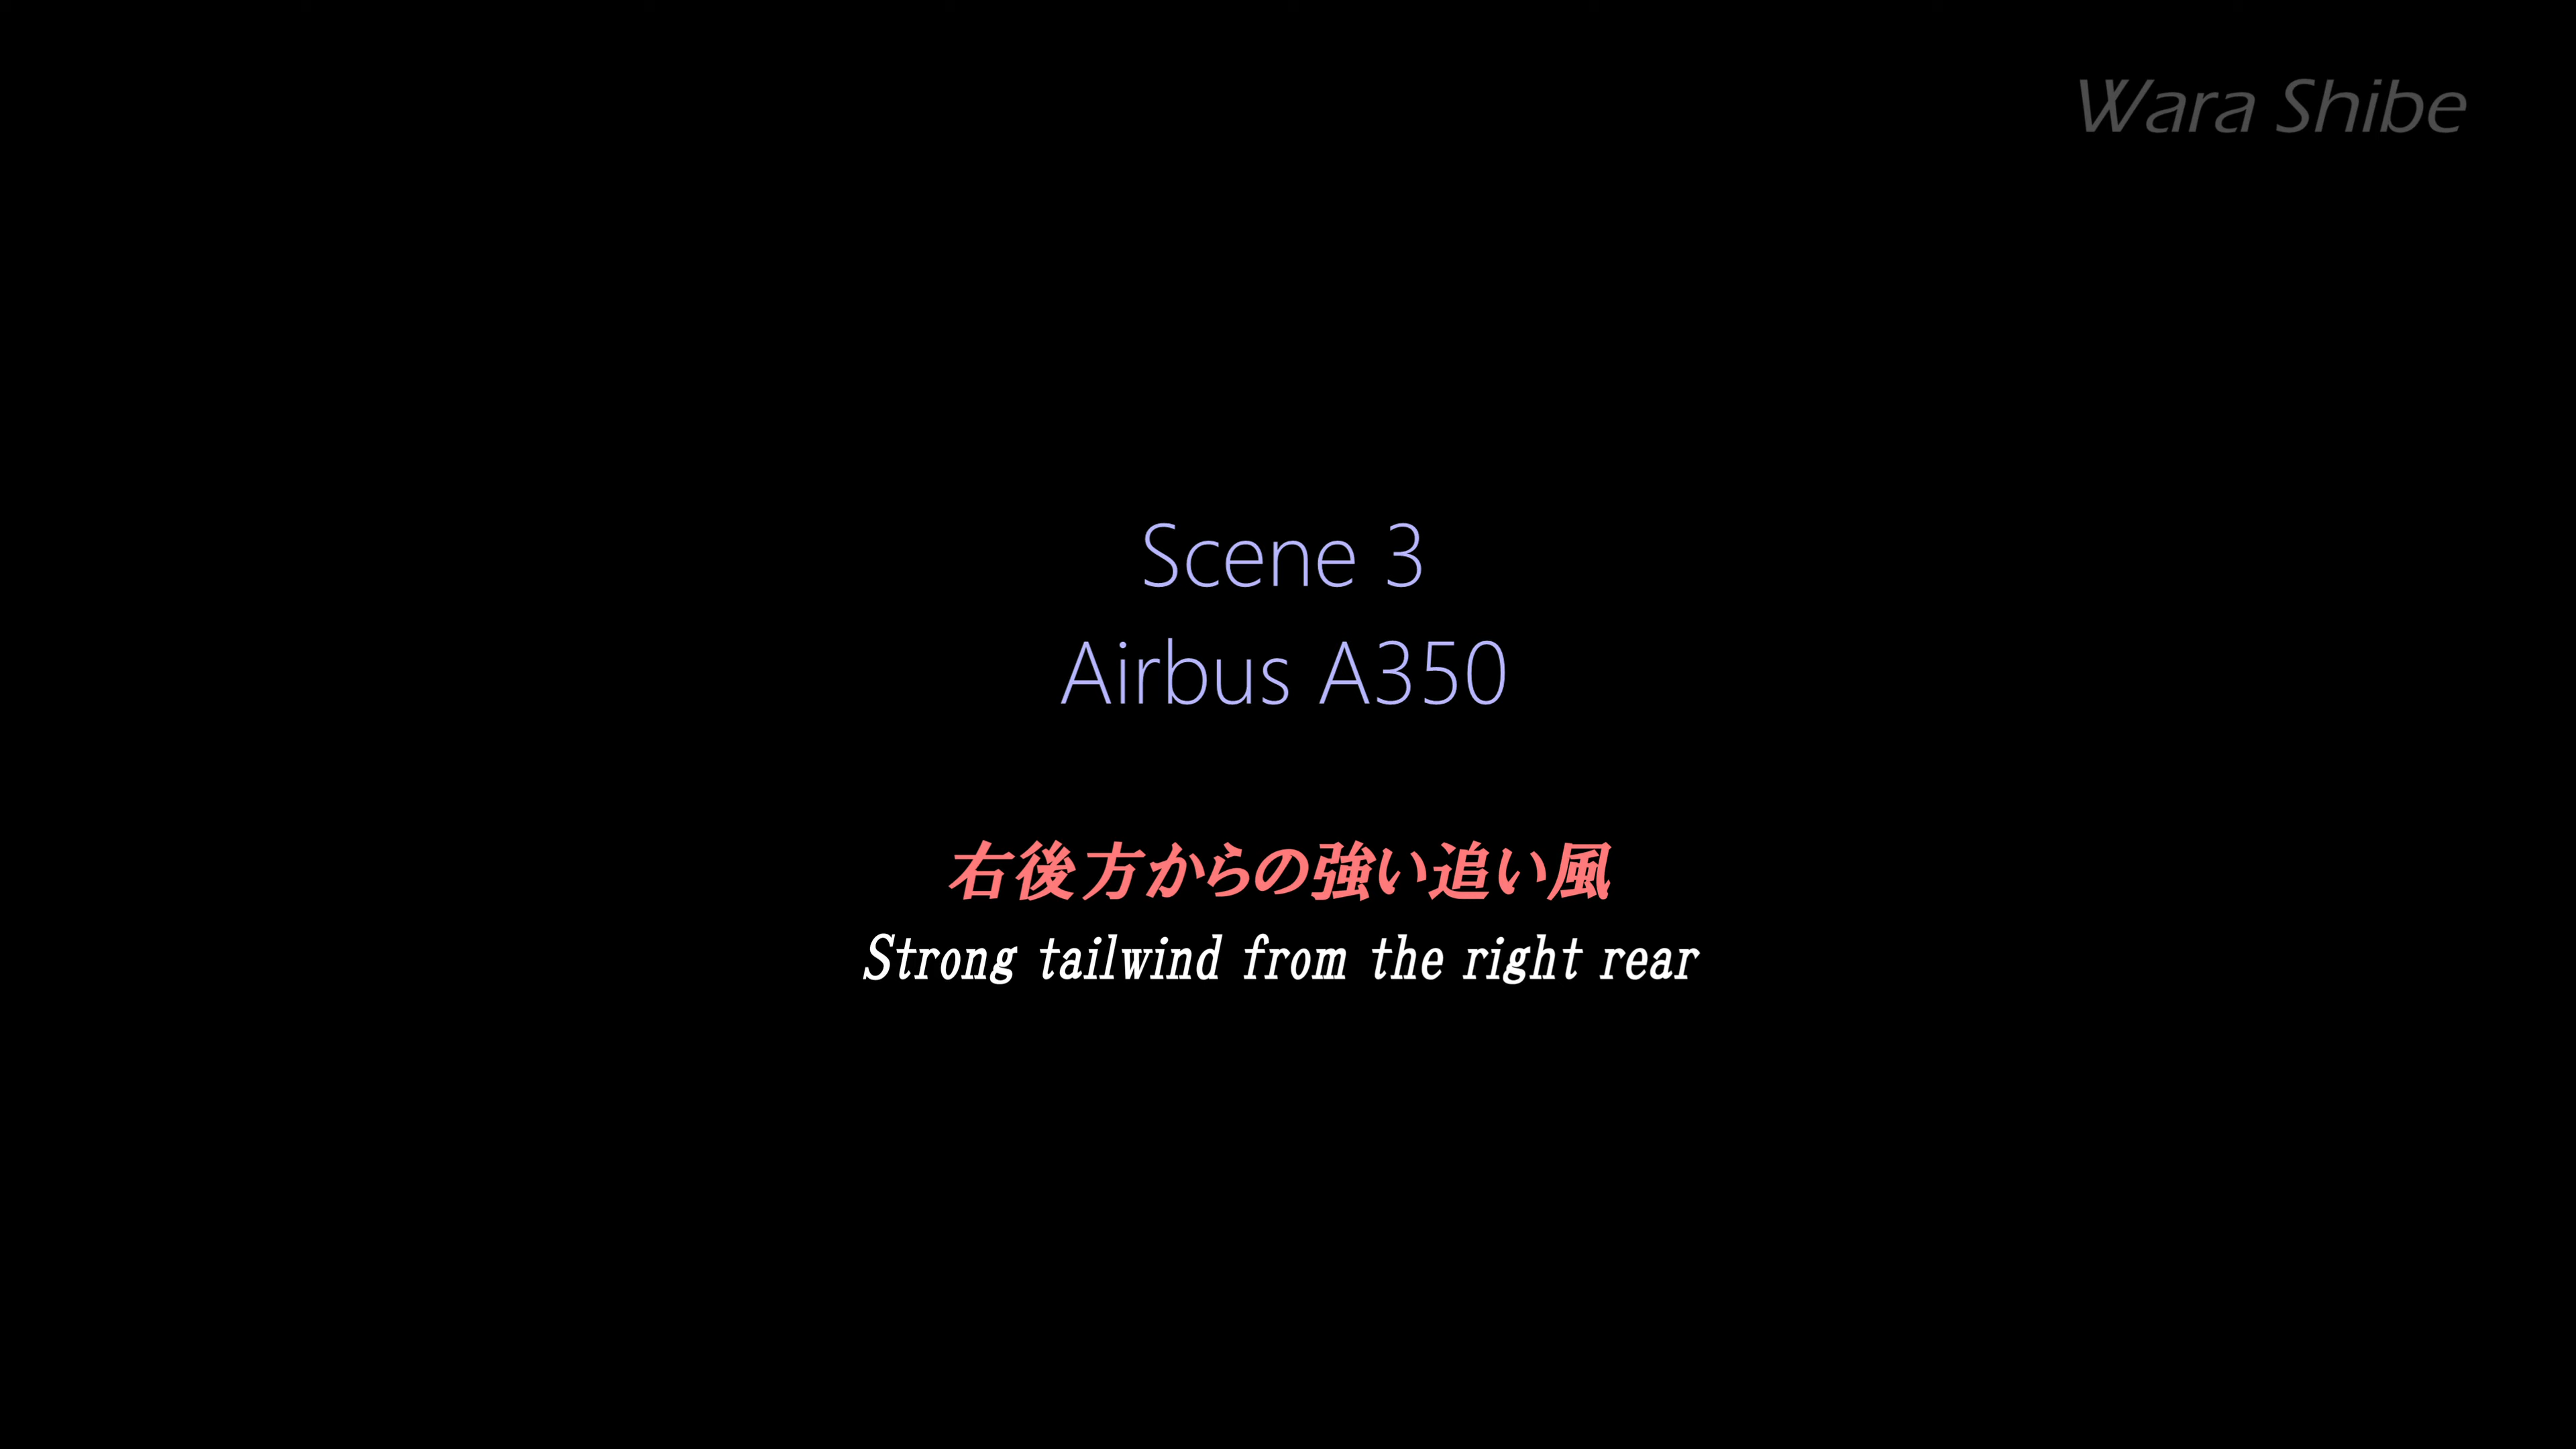 Wara Shibe
Scene 3
Airbus A350
右後方からの強い追い風
Strong tailwind from the right rear